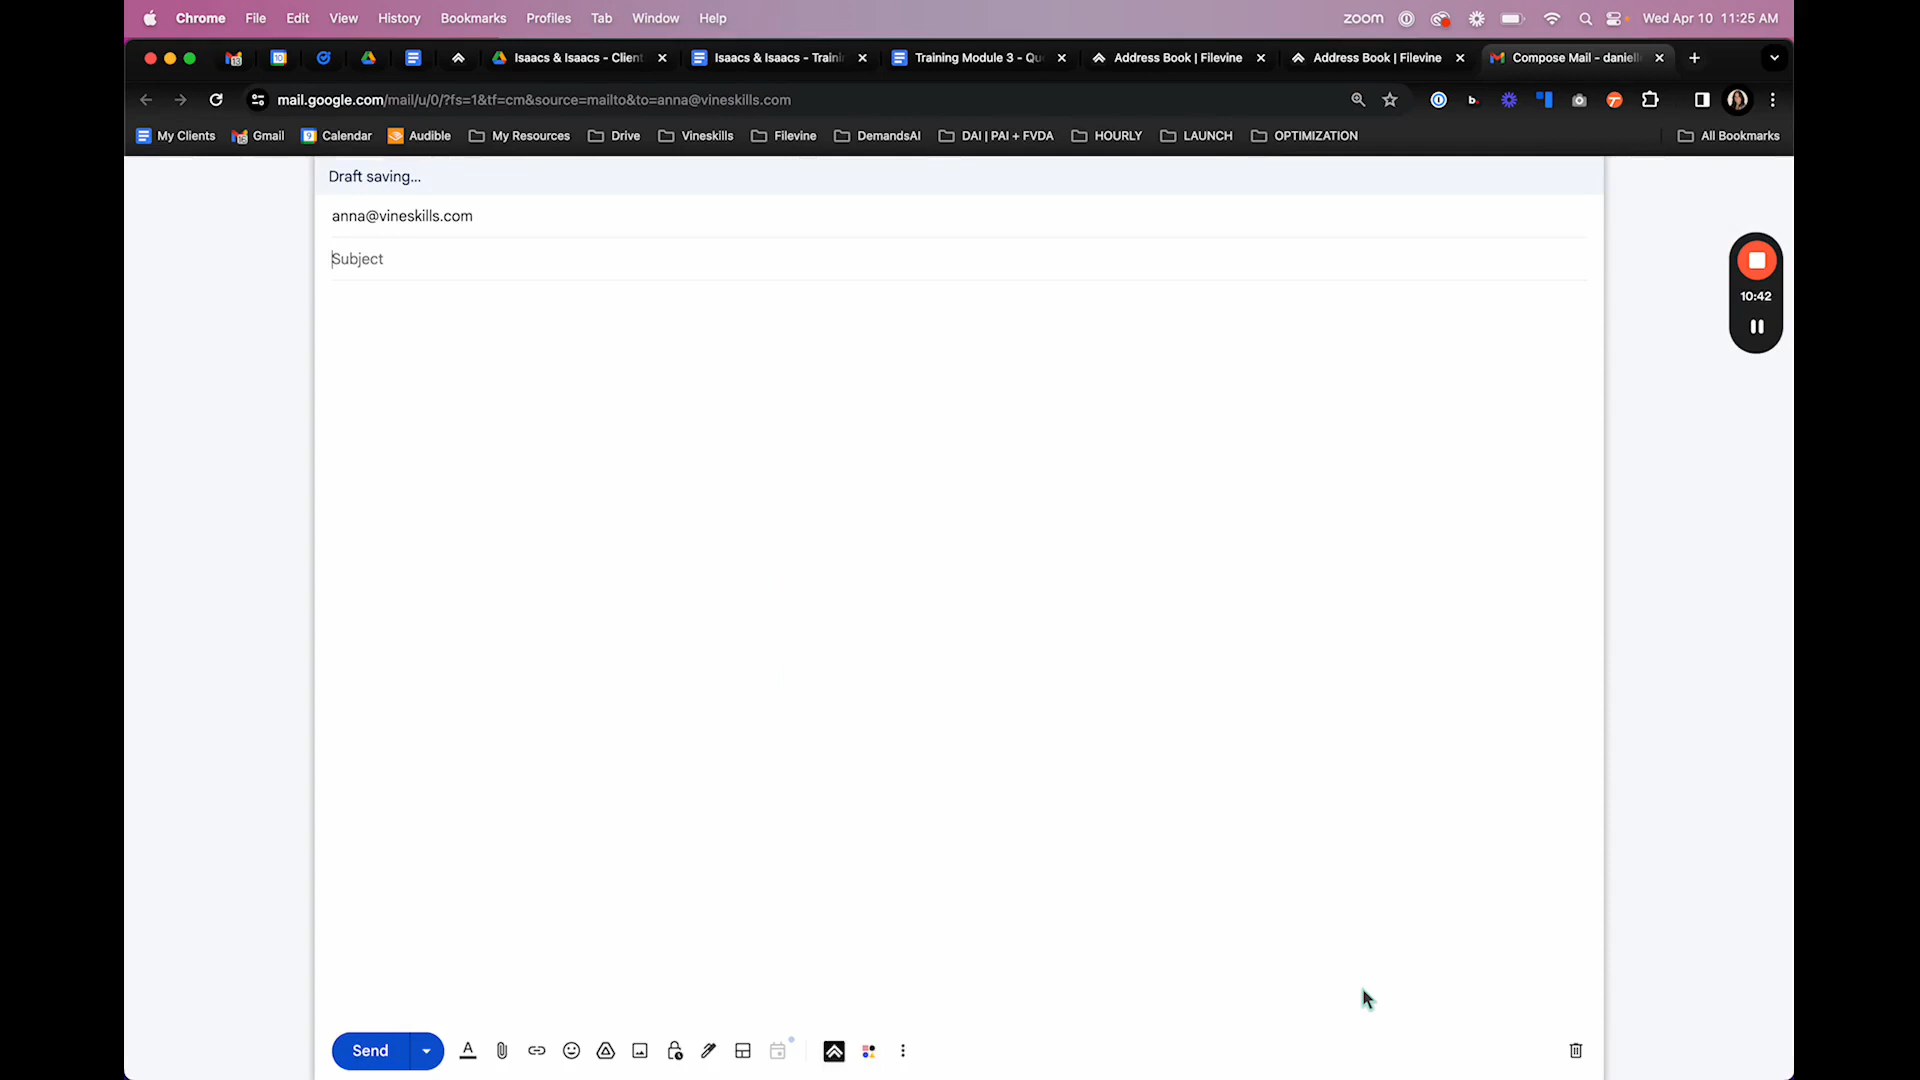 Chrome File Edit View History Bookmarks Profiles Tab Window Help zoom Wed Apr 10 11:25 AM
Isaacs & Isaacs - Client Isaacs & Isaacs - Traini Training Module 3 - Qu Address Book | Filevine Address Book | Filevine Compose Mail - daniell
mail.google.com/mail/u/0/?fs=1&tf=cm&source=mailto&to=anna@vineskills.com
My Clients Gmail Calendar Audible My Resources Drive Vineskills Filevine DemandsAI DAI | PAI + FVDA HOURLY LAUNCH OPTIMIZATION All Bookmarks
Draft saving...
anna@vineskills.com
Subject
10:42
Send